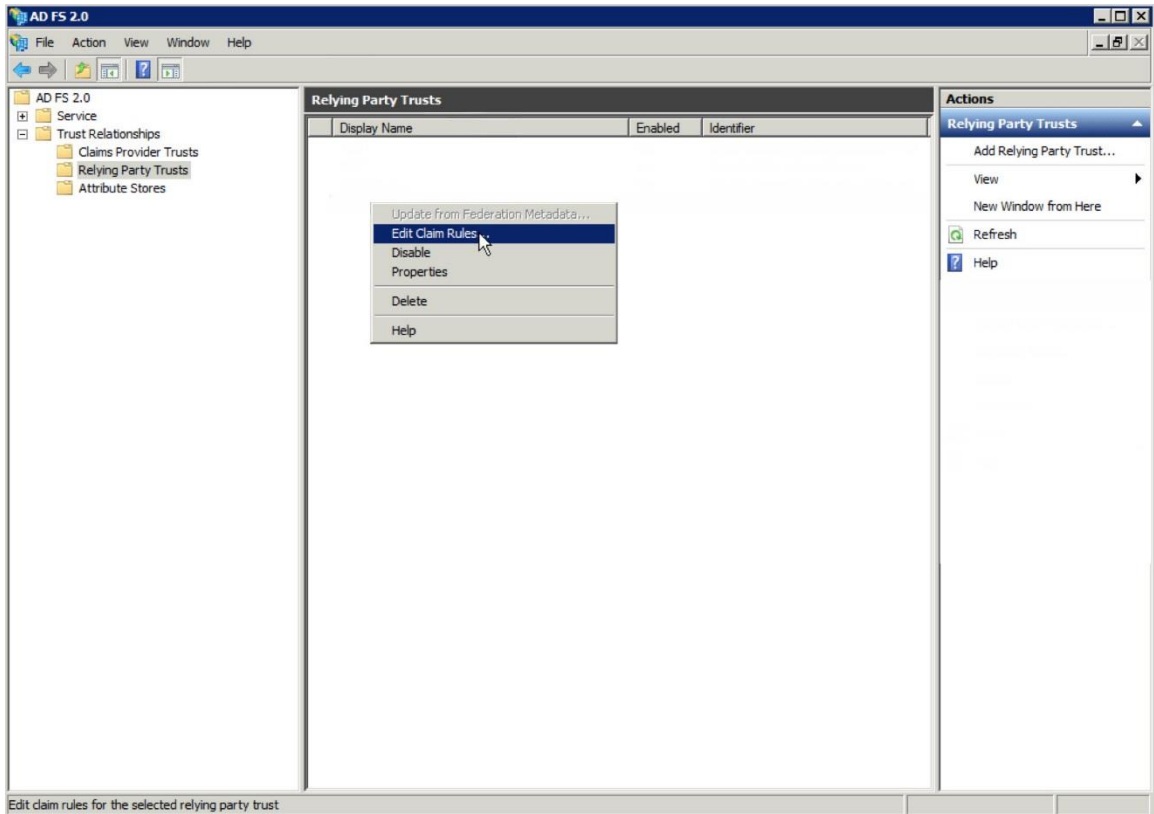 AD FS 2.0
File Action View Window Help
AD FS 2.0
Service
Trust Relationships
Claims Provider Trusts
Relying Party Trusts
Attribute Stores
Relying Party Trusts
Display Name Enabled Identifier
Update from Federation Metadata...
Edit Claim Rules...
Disable
Properties
Delete
Help
Actions
Relying Party Trusts
Add Relying Party Trust...
View
New Window from Here
Refresh
Help
Edit claim rules for the selected relying party trust